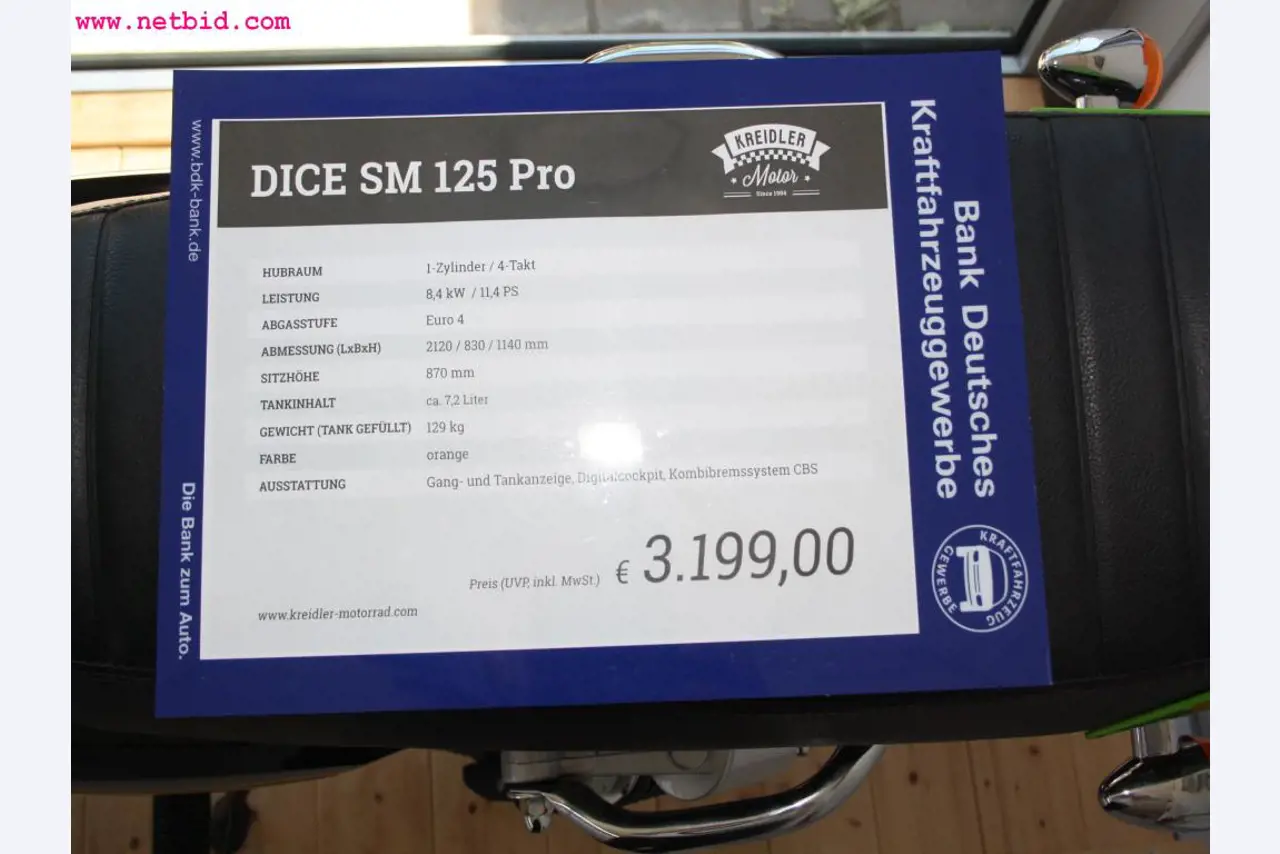 www.netbid.com
www.bdk-bank.de
Die Bank zum Auto.
DICE SM 125 Pro
KREIDLER
Motor
Since 1904
HUBRAUM 1-Zylinder / 4-Takt
LEISTUNG 8,4 kW / 11,4 PS
ABGASSTUFE Euro 4
ABMESSUNG (LxBxH) 2120 / 830 / 1140 mm
SITZHÖHE 870 mm
TANKINHALT ca. 7,2 Liter
GEWICHT (TANK GEFÜLLT) 129 kg
FARBE orange
AUSSTATTUNG Gang- und Tankanzeige, Digitalcockpit, Kombibremssystem CBS
Preis (UVP, inkl. MwSt.) € 3.199,00
www.kreidler-motorrad.com
Bank Deutsches
Kraftfahrzeuggewerbe
KRAFTFAHRZEUG
GEWERBE